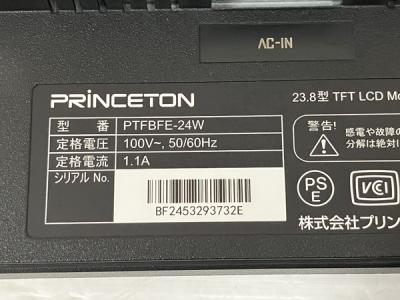 AC-IN
PRINCETON
23.8型 TFT LCD Mo
型 番 PTFBFE-24W
定格電圧 100V~, 50/60Hz
定格電流 1.1A
シリアル No.
BF2453293732E
警告!
感電や故障の
分解は絶対に
PS
E
VCI
株式会社プリン